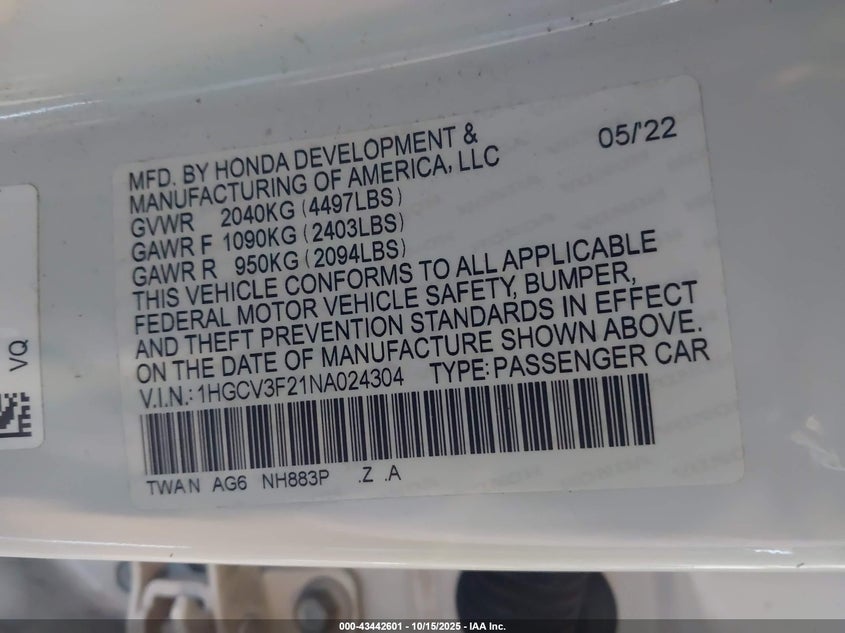 MFD. BY HONDA DEVELOPMENT & 05/'22
MANUFACTURING OF AMERICA, LLC
GVWR 2040KG (4497LBS)
GAWR F 1090KG (2403LBS)
GAWR R 950KG (2094LBS)
THIS VEHICLE CONFORMS TO ALL APPLICABLE
FEDERAL MOTOR VEHICLE SAFETY, BUMPER,
AND THEFT PREVENTION STANDARDS IN EFFECT
ON THE DATE OF MANUFACTURE SHOWN ABOVE.
V.I.N.: 1HGCV3F21NA024304 TYPE: PASSENGER CAR
TWAN AG6 NH883P .Z .A
VQ
000-43442601 - 10/15/2025 - IAA Inc.